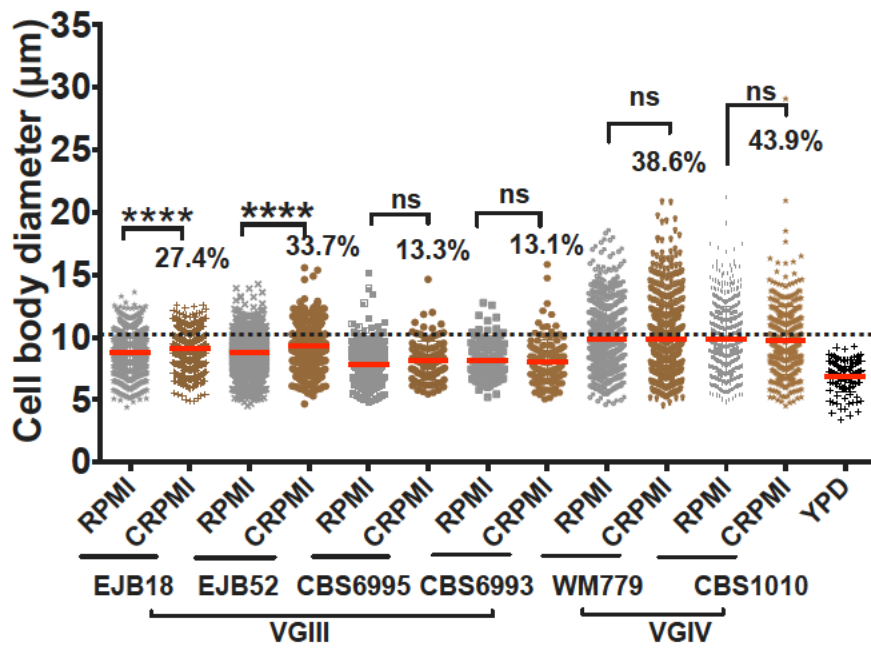 Cell body diameter (µm)
35
30
25
20
15
10
5
0
**** 27.4%
**** 33.7%
ns 13.3%
ns 13.1%
ns 38.6%
ns 43.9%
RPMI CRPMI RPMI CRPMI RPMI CRPMI RPMI CRPMI RPMI CRPMI RPMI CRPMI YPD
EJB18 EJB52 CBS6995 CBS6993 WM779 CBS1010
VGIII VGIV